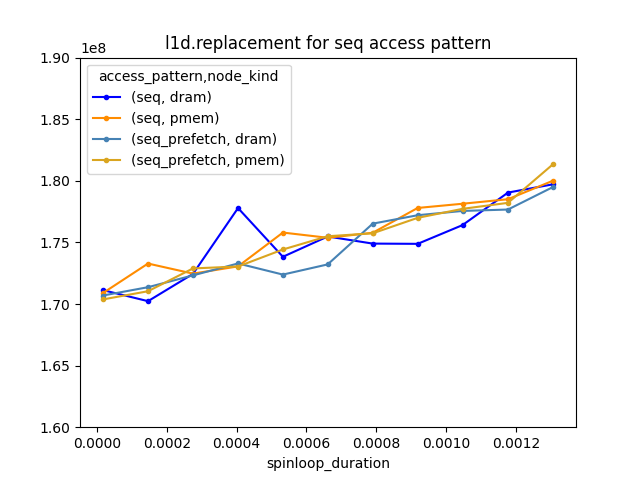 l1d.replacement for seq access pattern
1e8
access_pattern,node_kind
(seq, dram)
(seq, pmem)
(seq_prefetch, dram)
(seq_prefetch, pmem)
1.90
1.85
1.80
1.75
1.70
1.65
1.60
0.0000 0.0002 0.0004 0.0006 0.0008 0.0010 0.0012
spinloop_duration